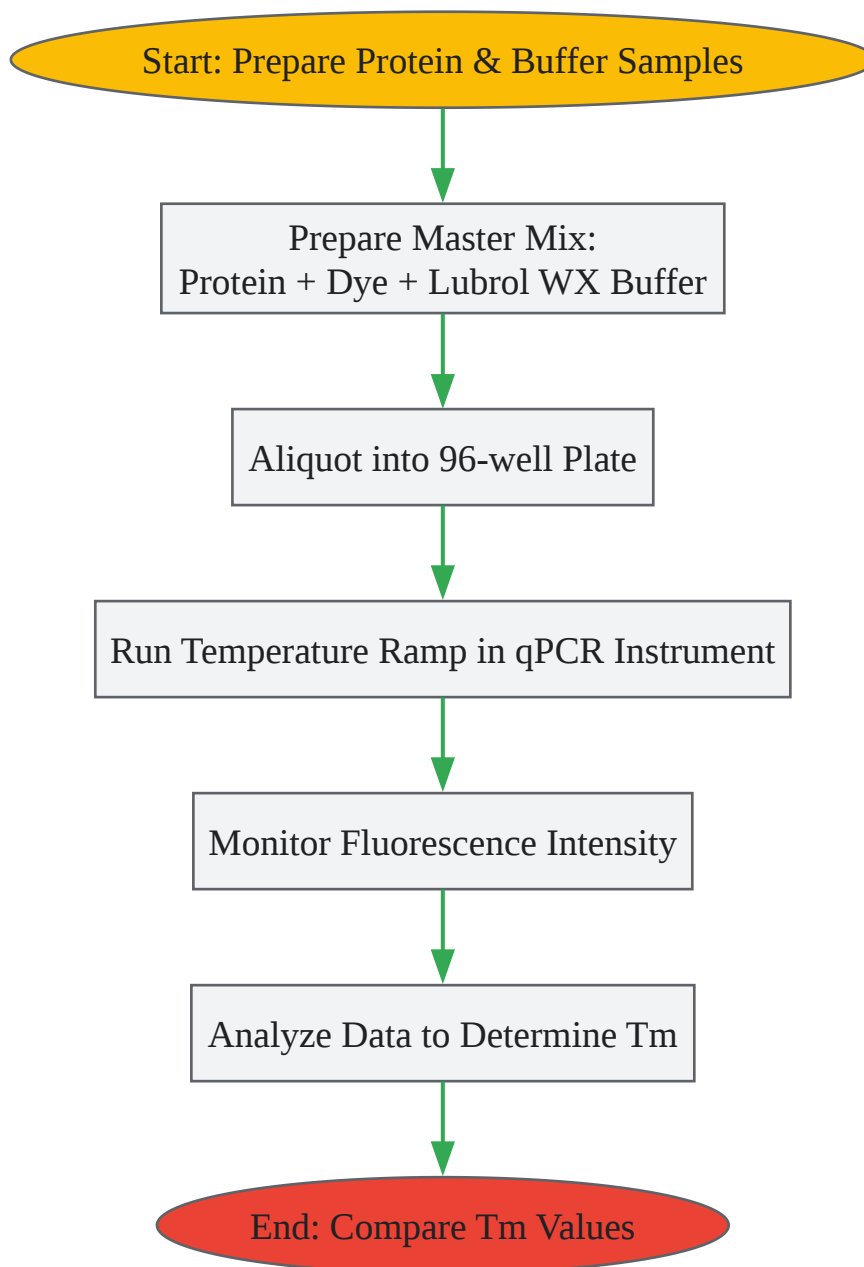 Start: Prepare Protein & Buffer Samples
Prepare Master Mix:
Protein + Dye + Lubrol WX Buffer
Aliquot into 96-well Plate
Run Temperature Ramp in qPCR Instrument
Monitor Fluorescence Intensity
Analyze Data to Determine Tm
End: Compare Tm Values